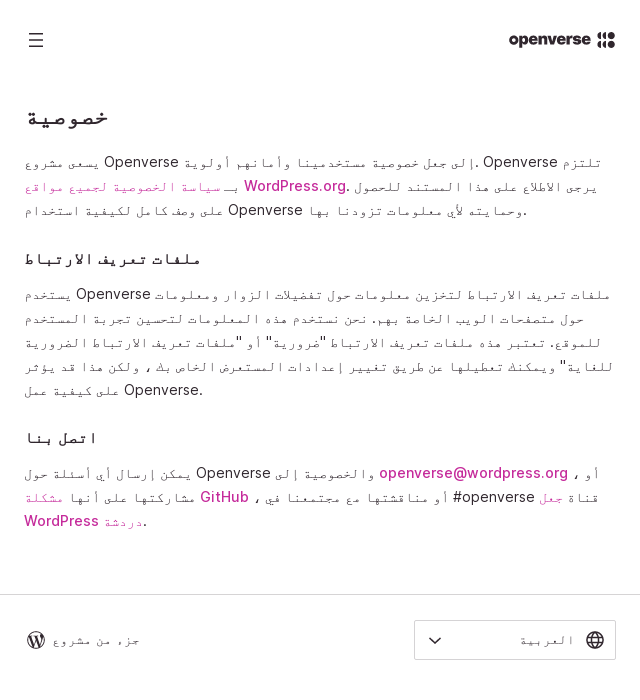 openverse
خصوصية
يسعى مشروع Openverse إلى جعل خصوصية مستخدمينا وأمانهم أولوية. Openverse تلتزم
بـ سياسة الخصوصية لجميع مواقع WordPress.org. يرجى الاطلاع على هذا المستند للحصول
على وصف كامل لكيفية استخدام Openverse وحمايته لأي معلومات تزودنا بها.
ملفات تعريف الارتباط
يستخدم Openverse ملفات تعريف الارتباط لتخزين معلومات حول تفضيلات الزوار ومعلومات
حول متصفحات الويب الخاصة بهم. نحن نستخدم هذه المعلومات لتحسين تجربة المستخدم
للموقع. تعتبر هذه ملفات تعريف الارتباط "ضرورية" أو "ملفات تعريف الارتباط الضرورية
للغاية" ويمكنك تعطيلها عن طريق تغيير إعدادات المستعرض الخاص بك ، ولكن هذا قد يؤثر
على كيفية عمل Openverse.
اتصل بنا
يمكن إرسال أي أسئلة حول Openverse والخصوصية إلى openverse@wordpress.org ، أو
مشاركتها على أنها مشكلة GitHub ، أو مناقشتها مع مجتمعنا في #openverse قناة جعل
WordPress دردشة.
العربية
جزء من مشروع